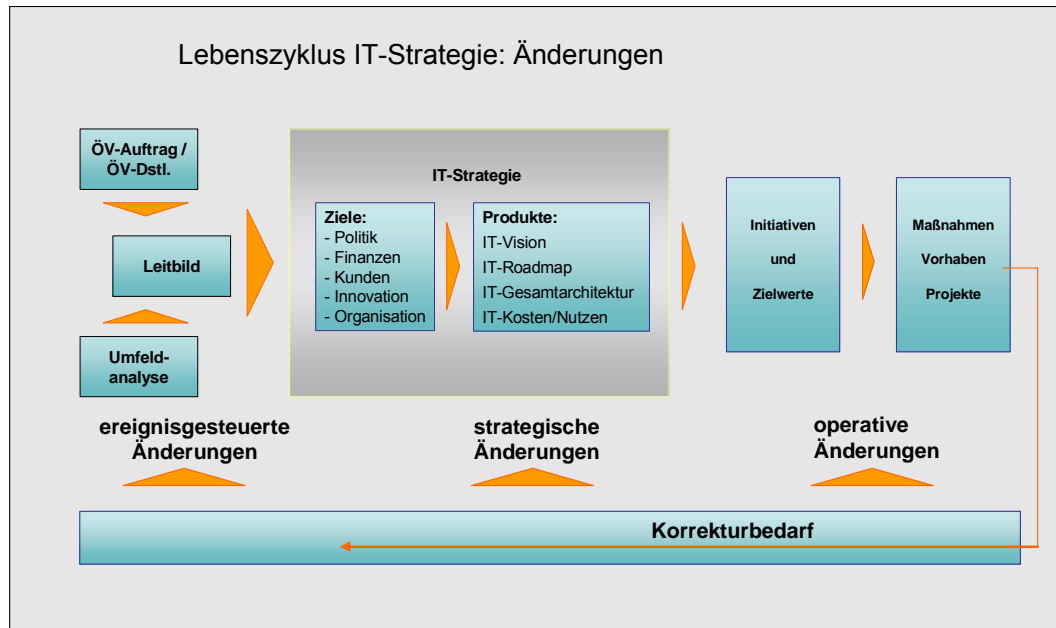 Lebenszyklus IT-Strategie: Änderungen
ÖV-Auftrag /
ÖV-Dstl.
Leitbild
Umfeld-
analyse
IT-Strategie
Ziele:
- Politik
- Finanzen
- Kunden
- Innovation
- Organisation
Produkte:
IT-Vision
IT-Roadmap
IT-Gesamtarchitektur
IT-Kosten/Nutzen
Initiativen
und
Zielwerte
Maßnahmen
Vorhaben
Projekte
ereignisgesteuerte
Änderungen
strategische
Änderungen
operative
Änderungen
Korrekturbedarf